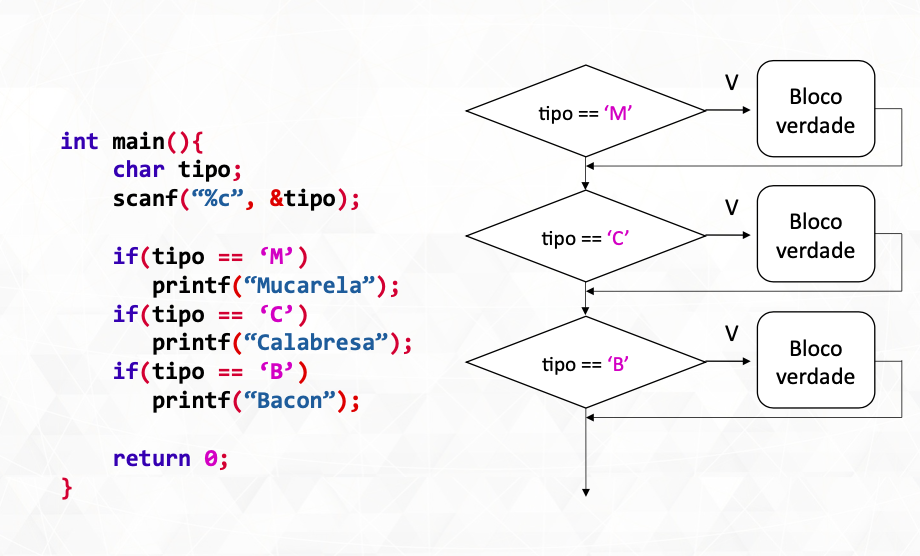 int main(){
char tipo;
scanf(“%c”, &tipo);
if(tipo == ‘M’)
printf(“Mucarela”);
if(tipo == ‘C’)
printf(“Calabresa”);
if(tipo == ‘B’)
printf(“Bacon”);
return 0;
}
tipo == ‘M’
V
Bloco
verdade
tipo == ‘C’
V
Bloco
verdade
tipo == ‘B’
V
Bloco
verdade